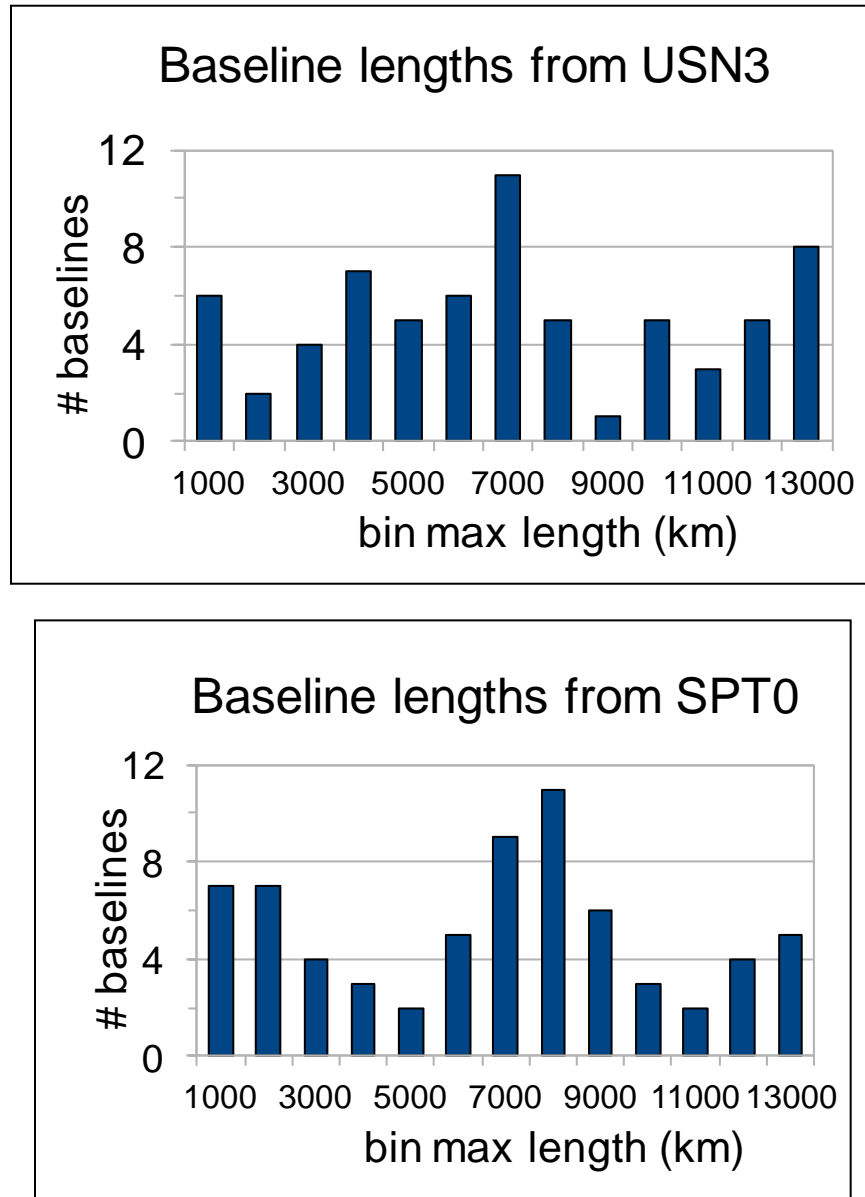 Baseline lengths from USN3
12
8
4
0
# baselines
1000 3000 5000 7000 9000 11000 13000
bin max length (km)
Baseline lengths from SPT0
12
8
4
0
# baselines
1000 3000 5000 7000 9000 11000 13000
bin max length (km)